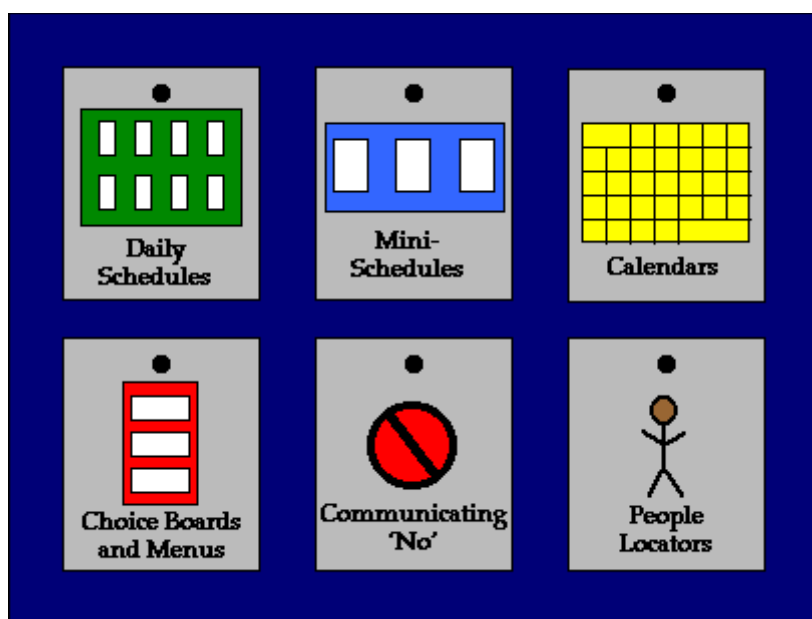 Daily
Schedules
Mini-
Schedules
Calendars
Choice Boards
and Menus
Communicating
'No'
People
Locators